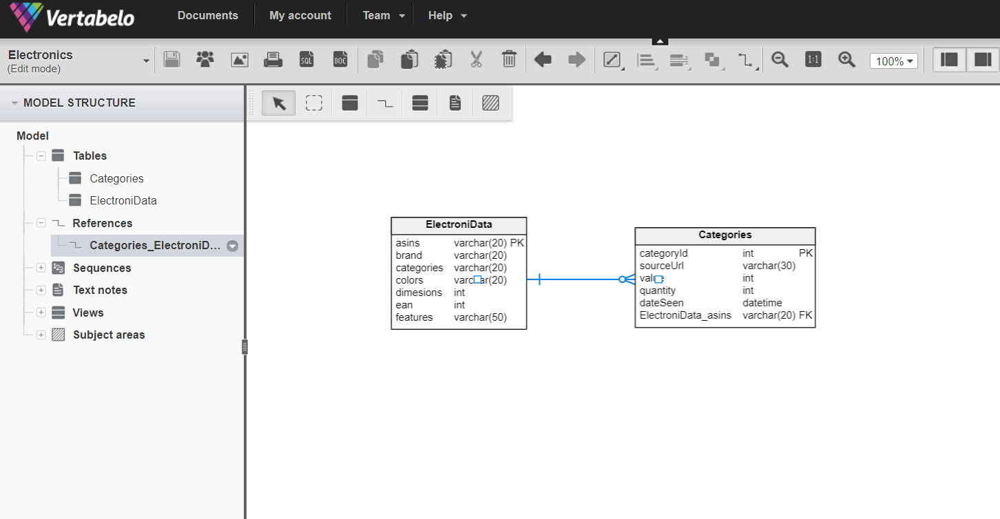 Vertabelo Documents My account Team Help
Electronics
(Edit mode)
SQL DOC 1:1 100%
MODEL STRUCTURE
Model
Tables
Categories
ElectroniData
References
Categories_ElectroniD...
123 Sequences
Text notes
Views
Subject areas
ElectroniData
asins varchar(20) PK
brand varchar(20)
categories varchar(20)
colors varchar(20)
dimesions int
ean int
features varchar(50)
Categories
categoryId int PK
sourceUrl varchar(30)
value int
quantity int
dateSeen datetime
ElectroniData_asins varchar(20) FK